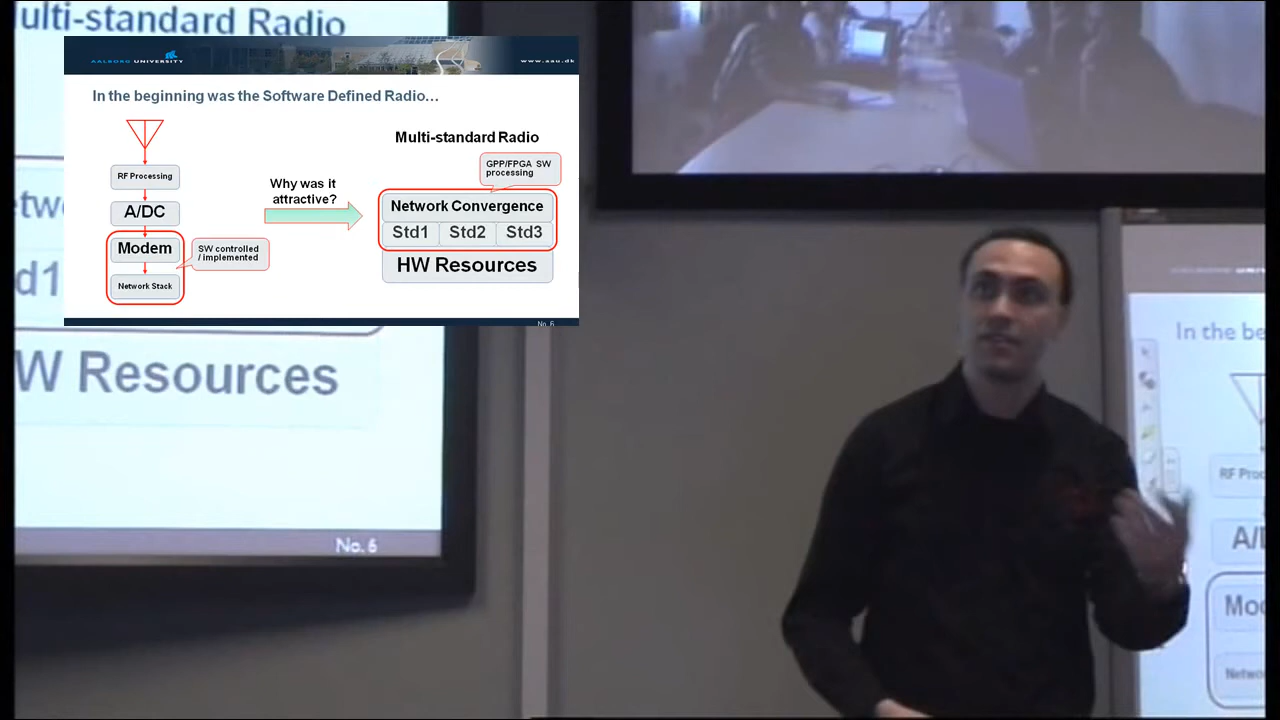 ulti-standard Radio
AALBORG UNIVERSITY
www.aau.dk
In the beginning was the Software Defined Radio…
RF Processing
A/DC
Modem
Network Stack
SW controlled
/ implemented
Why was it
attractive?
Multi-standard Radio
GPP/FPGA SW
processing
Network Convergence
Std1 Std2 Std3
HW Resources
No. 6
etw
d1
W Resources
No. 6
In the be
RF Proc
A/D
Mod
Netwo